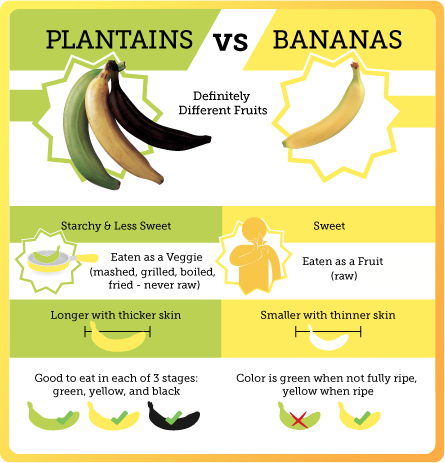 PLANTAINS vs BANANAS
Definitely
Different Fruits
Starchy & Less Sweet
Sweet
Eaten as a Veggie
(mashed, grilled, boiled,
fried - never raw)
Eaten as a Fruit
(raw)
Longer with thicker skin
Smaller with thinner skin
Good to eat in each of 3 stages:
green, yellow, and black
Color is green when not fully ripe,
yellow when ripe